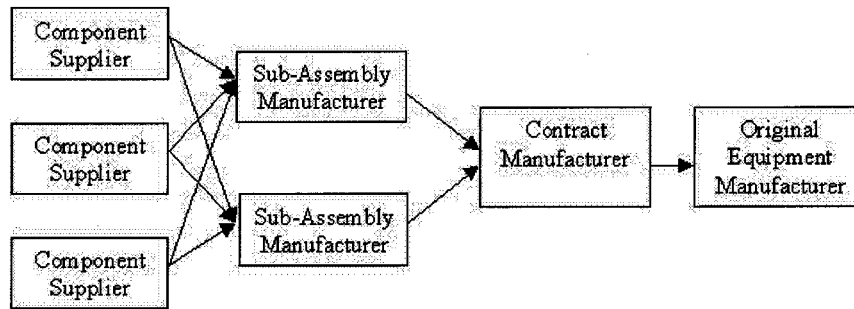 Component
Supplier
Component
Supplier
Component
Supplier
Sub-Assembly
Manufacturer
Sub-Assembly
Manufacturer
Contract
Manufacturer
Original
Equipment
Manufacturer